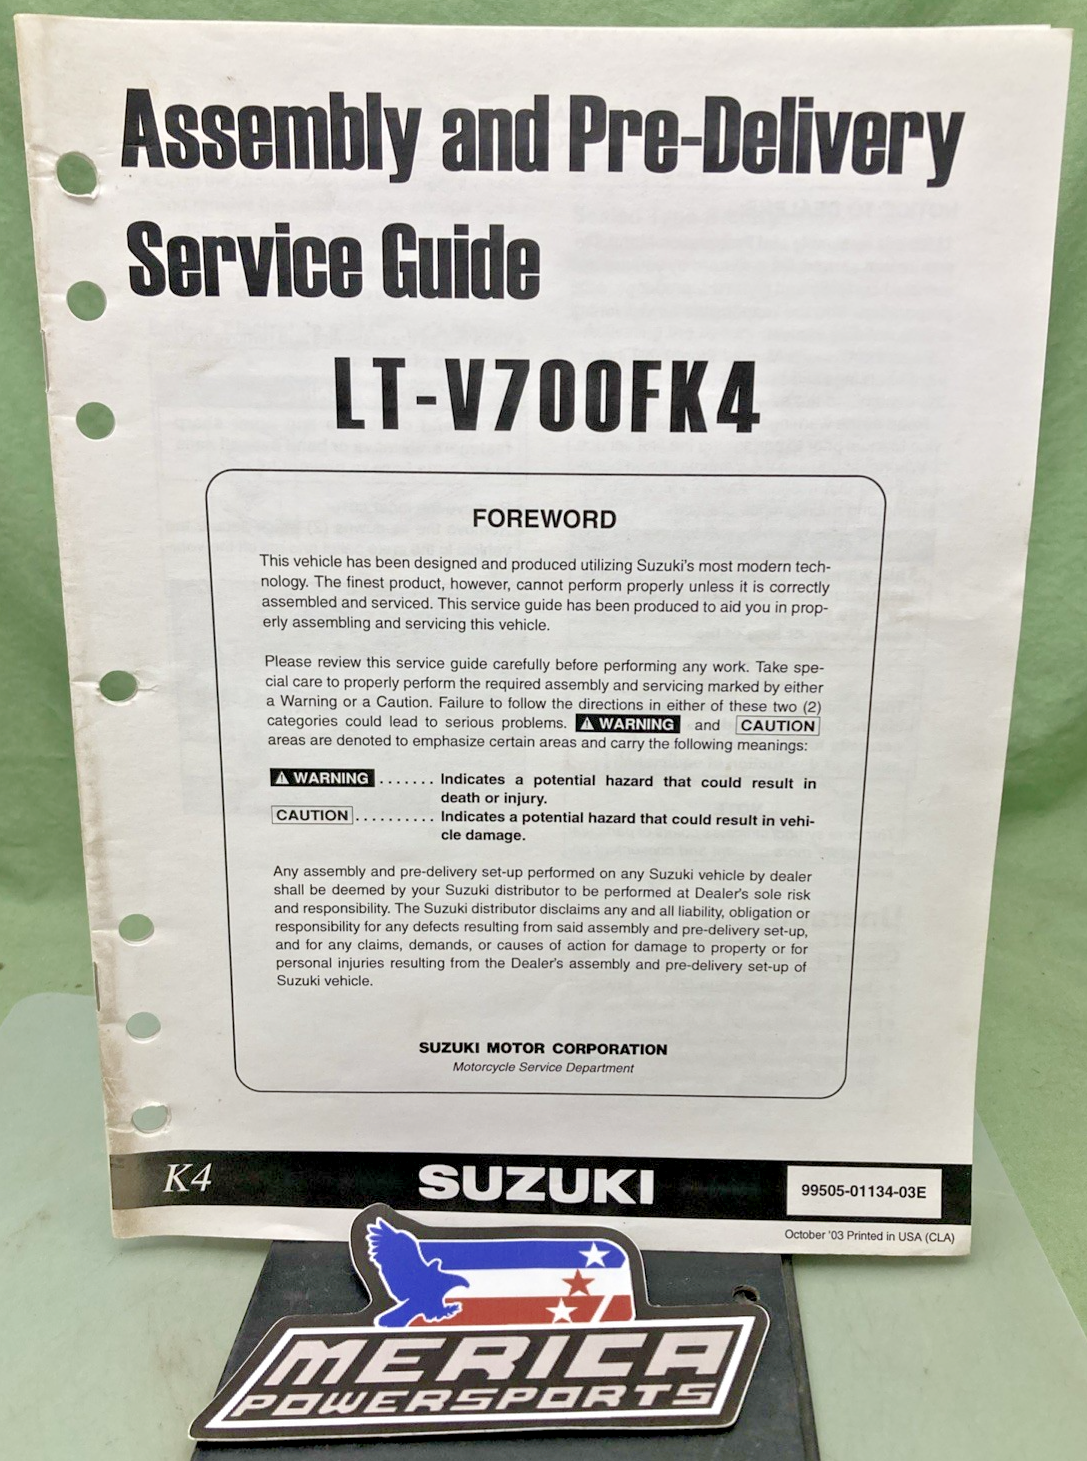 Assembly and Pre-Delivery
Service Guide
LT-V700FK4
FOREWORD
This vehicle has been designed and produced utilizing Suzuki's most modern tech-
nology. The finest product, however, cannot perform properly unless it is correctly
assembled and serviced. This service guide has been produced to aid you in prop-
erly assembling and servicing this vehicle.
Please review this service guide carefully before performing any work. Take spe-
cial care to properly perform the required assembly and servicing marked by either
a Warning or a Caution. Failure to follow the directions in either of these two (2)
categories could lead to serious problems. ⚠ WARNING and CAUTION
areas are denoted to emphasize certain areas and carry the following meanings:
⚠ WARNING ....... Indicates a potential hazard that could result in
death or injury.
CAUTION .......... Indicates a potential hazard that could result in vehi-
cle damage.
Any assembly and pre-delivery set-up performed on any Suzuki vehicle by dealer
shall be deemed by your Suzuki distributor to be performed at Dealer's sole risk
and responsibility. The Suzuki distributor disclaims any and all liability, obligation or
responsibility for any defects resulting from said assembly and pre-delivery set-up,
and for any claims, demands, or causes of action for damage to property or for
personal injuries resulting from the Dealer's assembly and pre-delivery set-up of
Suzuki vehicle.
SUZUKI MOTOR CORPORATION
Motorcycle Service Department
K4 SUZUKI 99505-01134-03E
October '03 Printed in USA (CLA)
MERICA
POWERSPORTS